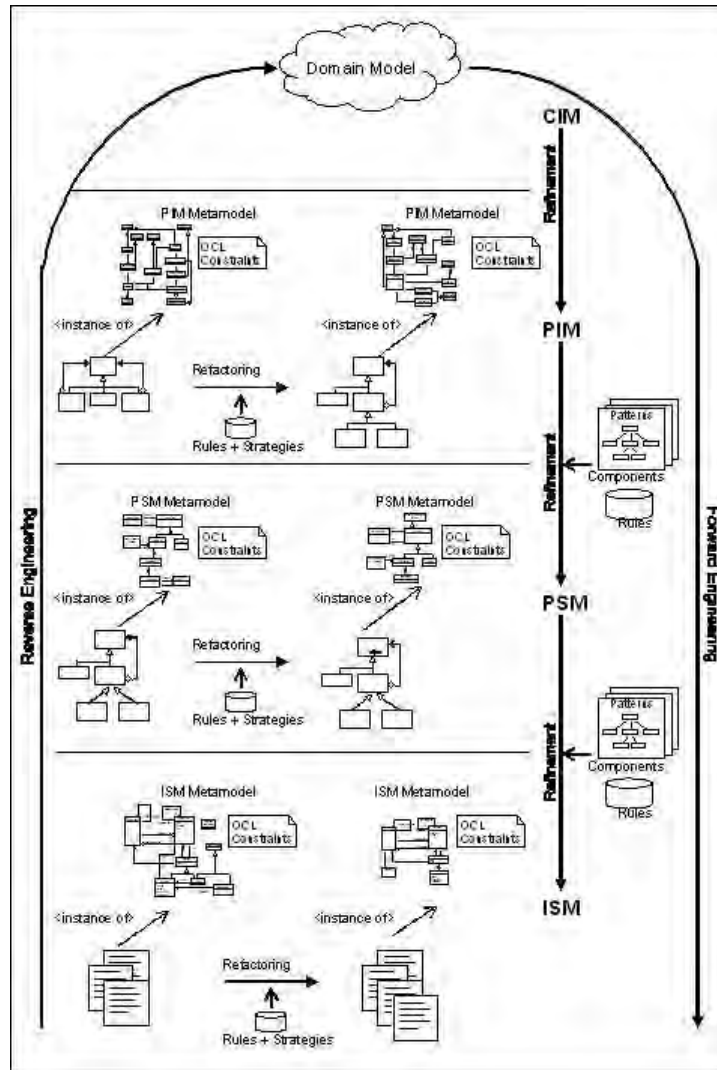 Domain Model
CIM
Refinement
PIM Metamodel
PIM Metamodel
OCL
Constraints
OCL
Constraints
<instance of>
<instance of>
PIM
Refactoring
Rules + Strategies
Patterns
Components
Rules
Refinement
Reverse Engineering
Forward Engineering
PSM Metamodel
PSM Metamodel
OCL
Constraints
OCL
Constraints
<instance of>
<instance of>
PSM
Refactoring
Rules + Strategies
Patterns
Components
Rules
Refinement
ISM Metamodel
ISM Metamodel
OCL
Constraints
OCL
Constraints
<instance of>
<instance of>
ISM
Refactoring
Rules + Strategies